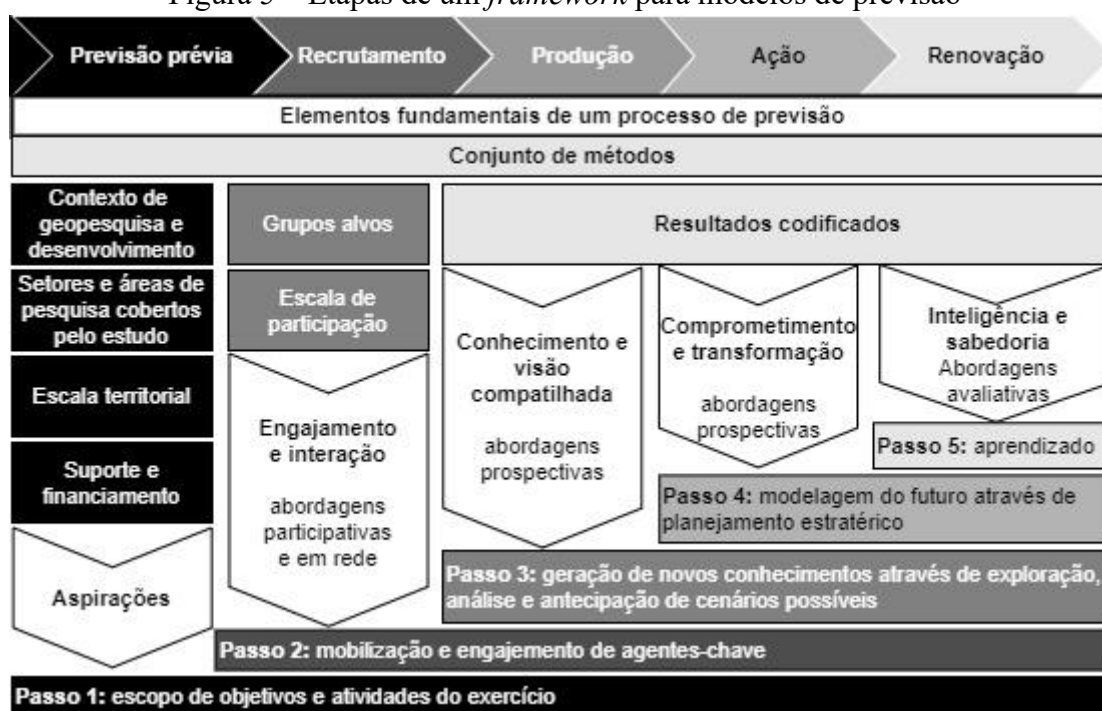 Figura 3 – Etapas de um framework para modelos de previsão
Previsão prévia
Recrutamento
Produção
Ação
Renovação
Elementos fundamentais de um processo de previsão
Conjunto de métodos
Contexto de
geopesquisa e
desenvolvimento
Grupos alvos
Resultados codificados
Setores e áreas de
pesquisa cobertos
pelo estudo
Escala de
participação
Escala territorial
Suporte e
financiamento
Aspirações
Engajamento
e interação
abordagens
participativas
e em rede
Conhecimento e
visão
compatilhada
abordagens
prospectivas
Comprometimento
e transformação
abordagens
prospectivas
Inteligência e
sabedoria
Abordagens
avaliativas
Passo 5: aprendizado
Passo 4: modelagem do futuro através de
planejamento estratérico
Passo 3: geração de novos conhecimentos através de exploração,
análise e antecipação de cenários possíveis
Passo 2: mobilização e engajemento de agentes-chave
Passo 1: escopo de objetivos e atividades do exercício